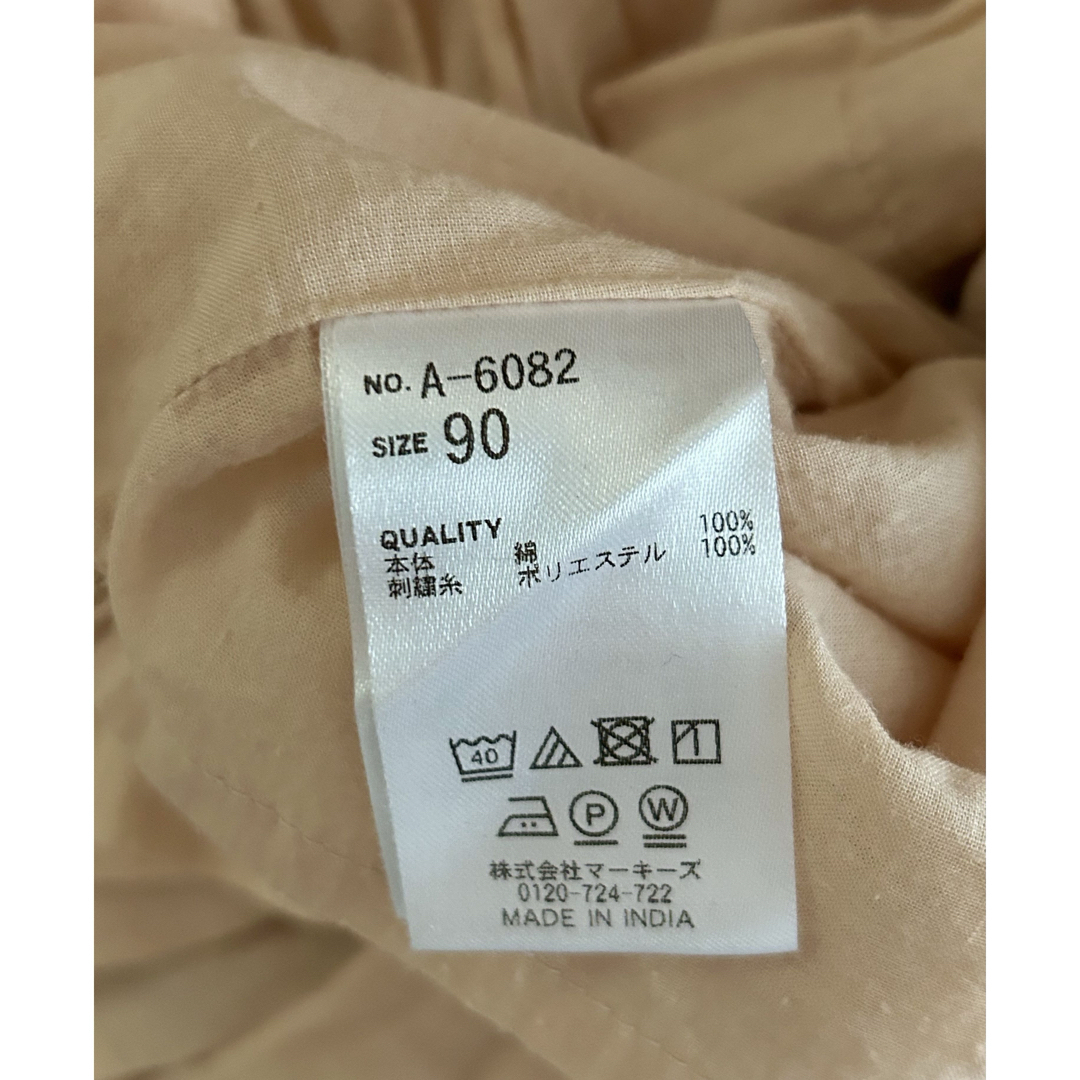 NO. A-6082
SIZE 90
QUALITY
本体 綿 100%
刺繍糸 ポリエステル 100%
40
P W
株式会社マーキーズ
0120-724-722
MADE IN INDIA